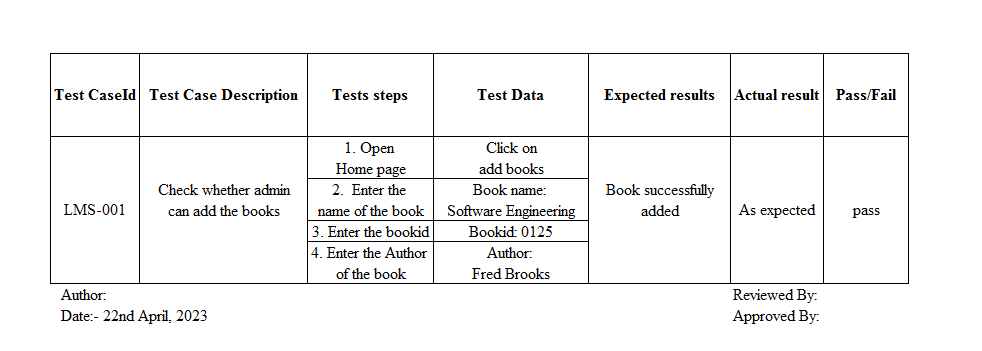 Test CaseId Test Case Description Tests steps Test Data Expected results Actual result Pass/Fail
1. Open
Home page
Click on
add books
2. Enter the
name of the book
Book name:
Software Engineering
3. Enter the bookid
Bookid: 0125
4. Enter the Author
of the book
Author:
Fred Brooks
LMS-001
Check whether admin
can add the books
Book successfully
added
As expected
pass
Author:
Date:- 22nd April, 2023
Reviewed By:
Approved By: